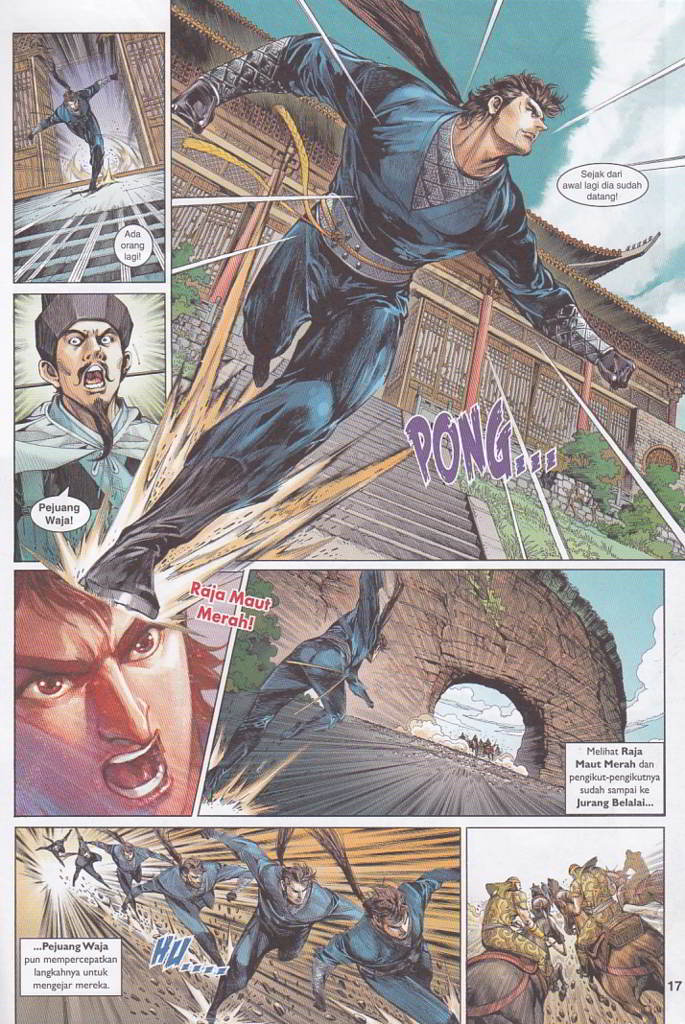 Ada
orang
lagi!
Sejak dari
awal lagi dia sudah
datang!
Pejuang
Waja!
PONG...
Raja Maut
Merah!
Melihat Raja
Maut Merah dan
pengikut-pengikutnya
sudah sampai ke
Jurang Belalai...
...Pejuang Waja
pun mempercepatkan
langkahnya untuk
mengejar mereka.
HU....
17